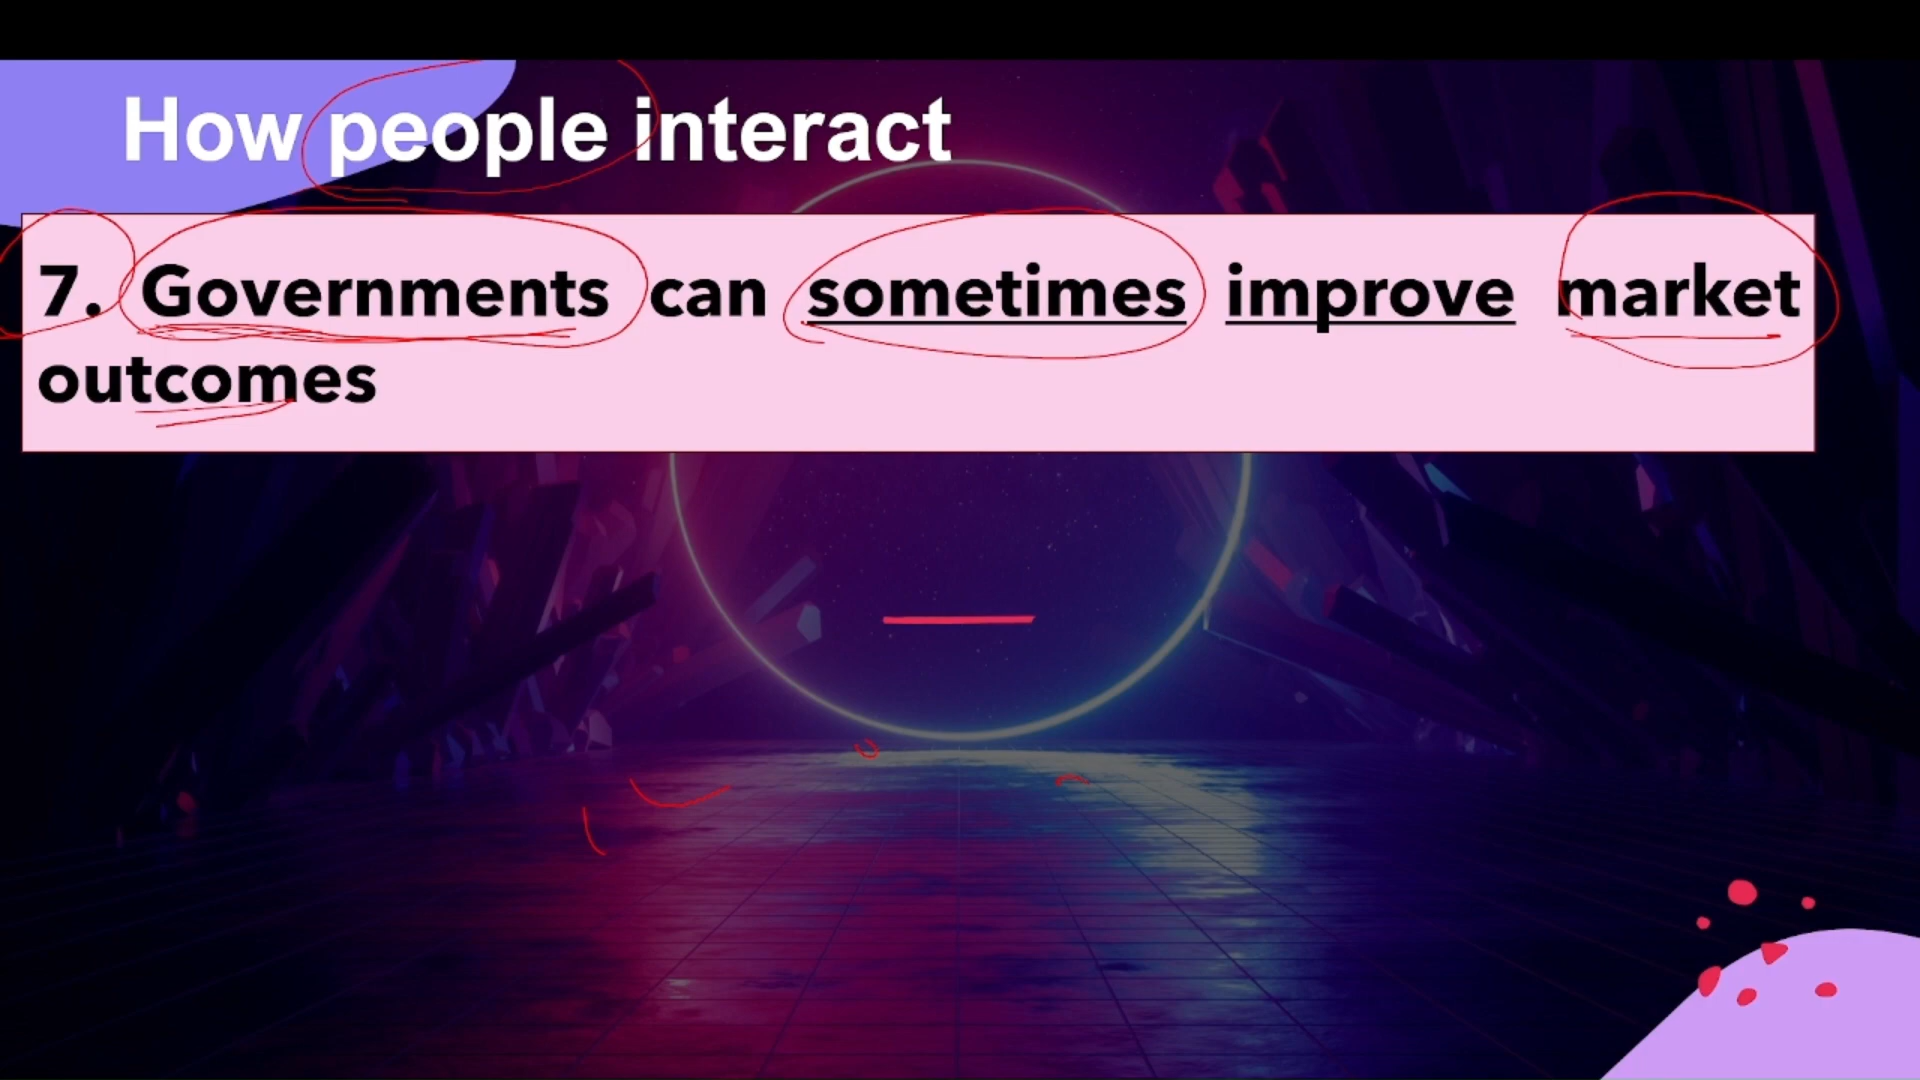 How people interact
7. Governments can sometimes improve market
outcomes